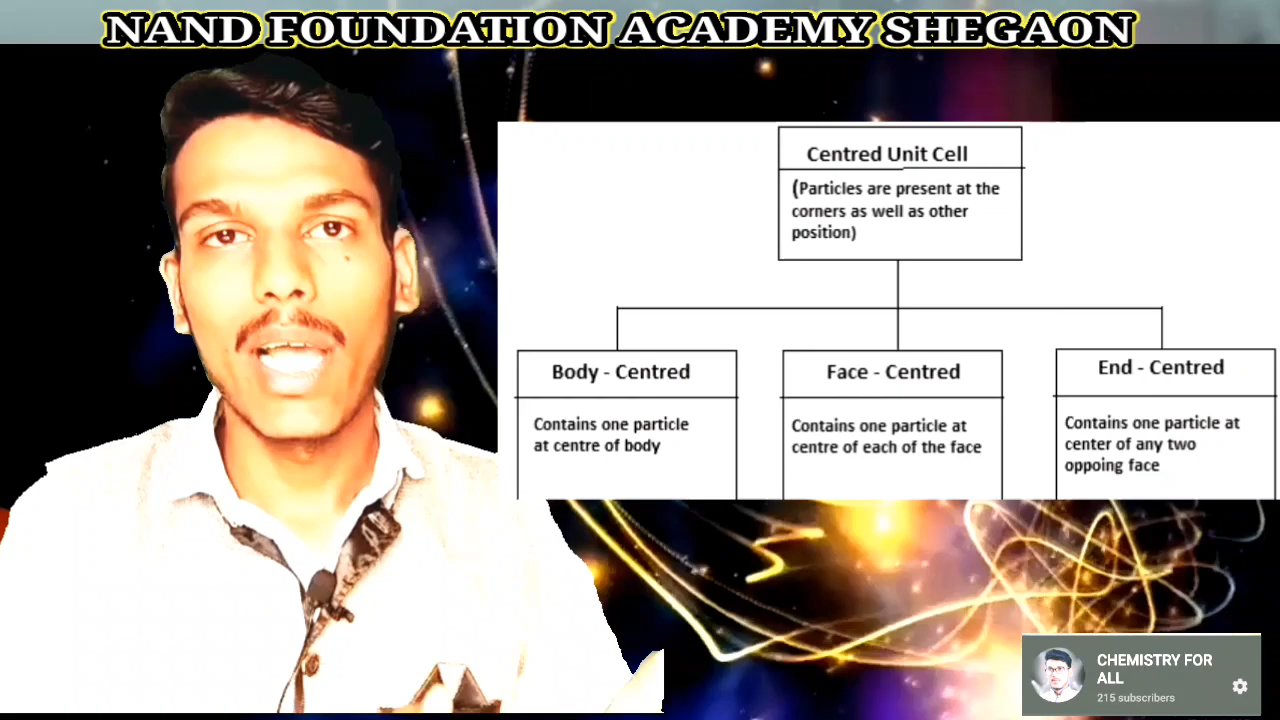 NAND FOUNDATION ACADEMY SHEGAON
Centred Unit Cell
(Particles are present at the
corners as well as other
position)
Body - Centred
Contains one particle
at centre of body
Face - Centred
Contains one particle at
centre of each of the face
End - Centred
Contains one particle at
center of any two
oppoing face
CHEMISTRY FOR
ALL
215 subscribers